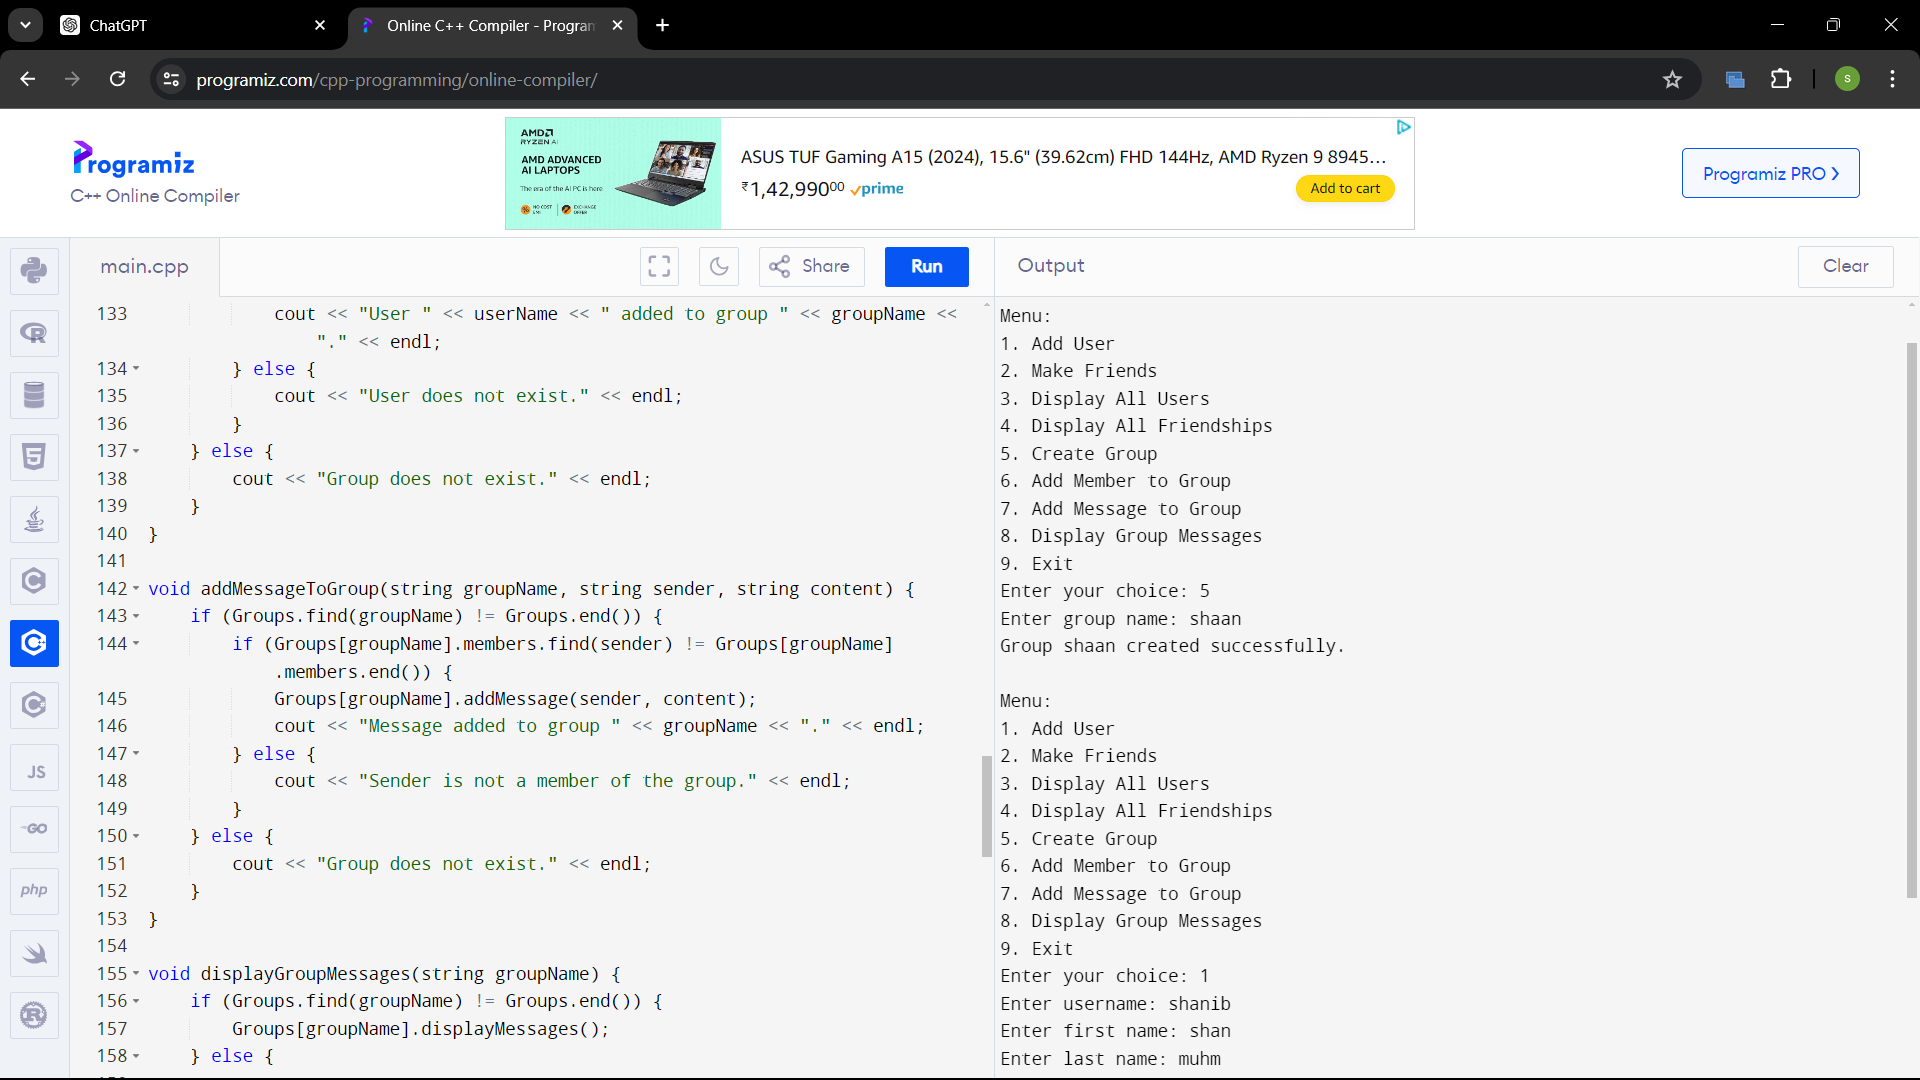 ChatGPT
Online C++ Compiler - Program
programiz.com/cpp-programming/online-compiler/
S
Programiz
C++ Online Compiler
AMD
RYZEN AI
AMD ADVANCED
AI LAPTOPS
The era of the AI PC is here
NO COST
EMI
EXCHANGE
OFFER
ASUS TUF Gaming A15 (2024), 15.6" (39.62cm) FHD 144Hz, AMD Ryzen 9 8945...
₹1,42,990⁰⁰ prime
Add to cart
Programiz PRO
main.cpp
Share
Run
Output
Clear
JS
GO
php
133 cout << "User " << userName << " added to group " << groupName <<
"." << endl;
134 } else {
135 cout << "User does not exist." << endl;
136 }
137 } else {
138 cout << "Group does not exist." << endl;
139 }
140 }
141
142 void addMessageToGroup(string groupName, string sender, string content) {
143 if (Groups.find(groupName) != Groups.end()) {
144 if (Groups[groupName].members.find(sender) != Groups[groupName]
.members.end()) {
145 Groups[groupName].addMessage(sender, content);
146 cout << "Message added to group " << groupName << "." << endl;
147 } else {
148 cout << "Sender is not a member of the group." << endl;
149 }
150 } else {
151 cout << "Group does not exist." << endl;
152 }
153 }
154
155 void displayGroupMessages(string groupName) {
156 if (Groups.find(groupName) != Groups.end()) {
157 Groups[groupName].displayMessages();
158 } else {
Menu:
1. Add User
2. Make Friends
3. Display All Users
4. Display All Friendships
5. Create Group
6. Add Member to Group
7. Add Message to Group
8. Display Group Messages
9. Exit
Enter your choice: 5
Enter group name: shaan
Group shaan created successfully.
Menu:
1. Add User
2. Make Friends
3. Display All Users
4. Display All Friendships
5. Create Group
6. Add Member to Group
7. Add Message to Group
8. Display Group Messages
9. Exit
Enter your choice: 1
Enter username: shanib
Enter first name: shan
Enter last name: muhm